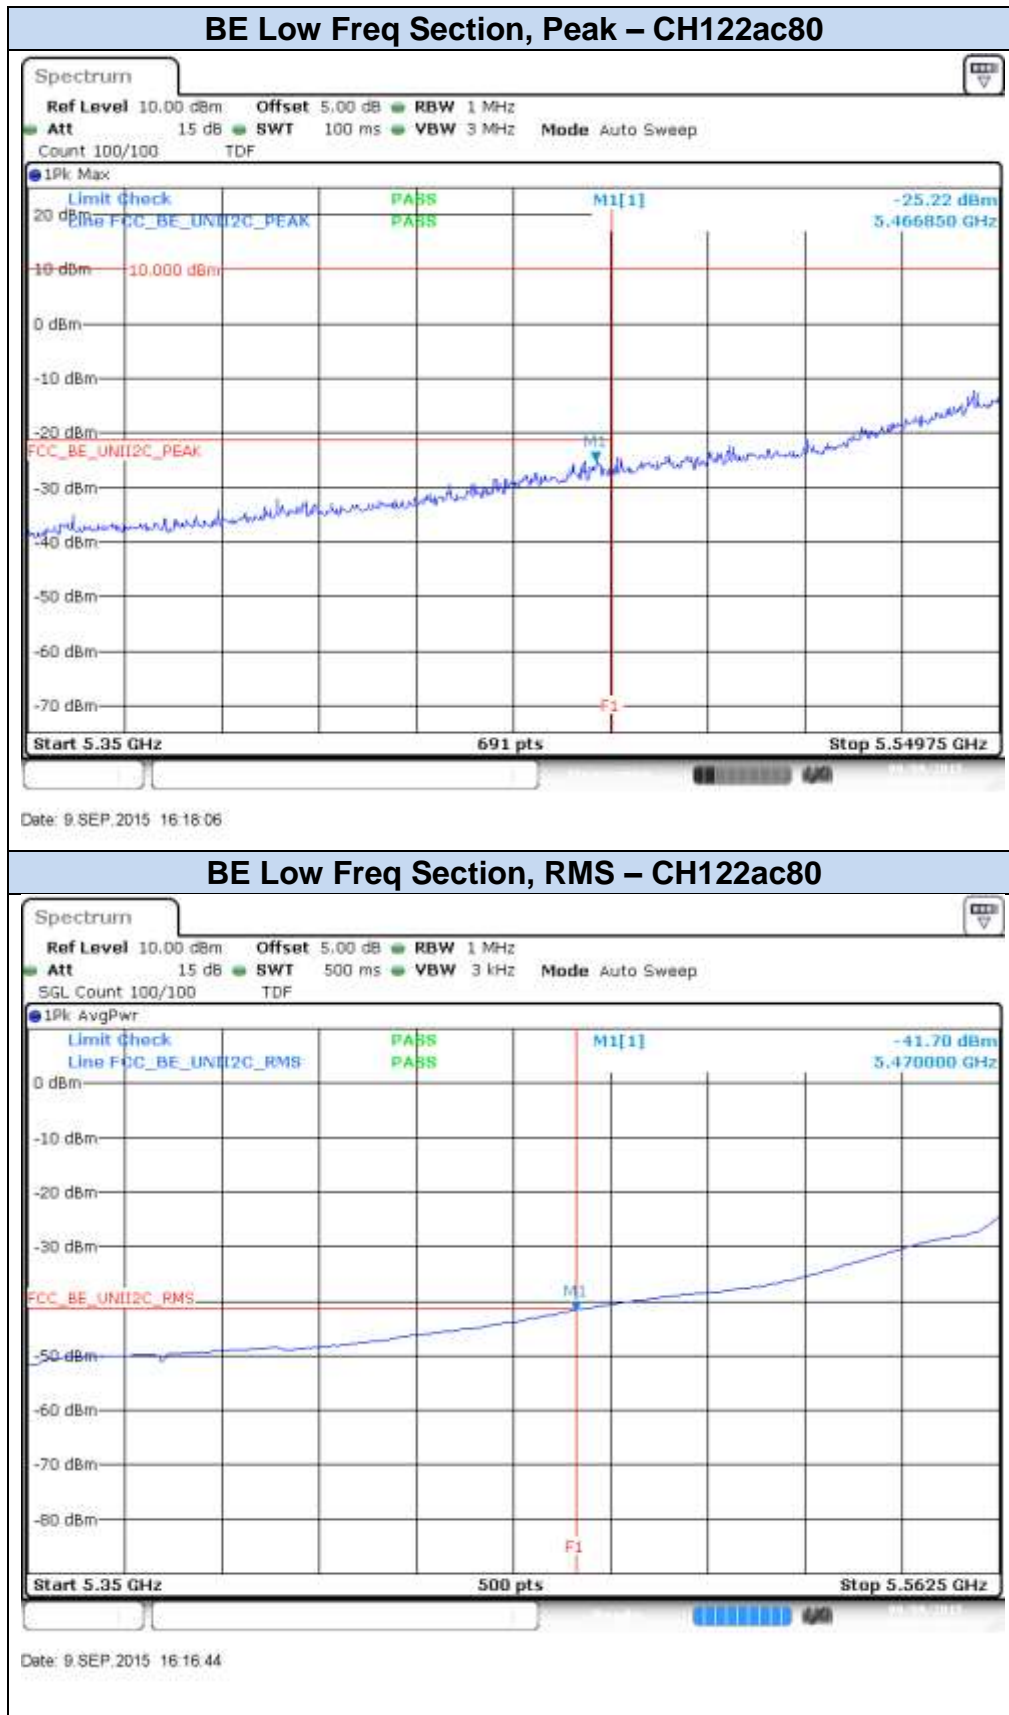 BE Low Freq Section, Peak – CH122ac80
Spectrum
Ref Level 10.00 dBm Offset 5.00 dB RBW 1 MHz
Att 15 dB SWT 100 ms VBW 3 MHz Mode Auto Sweep
Count 100/100 TDF
1Pk Max
Limit Check PASS M1[1] -25.22 dBm
20 dBm Line FCC_BE_UNII2C_PEAK PASS 5.466850 GHz
10 dBm 10.000 dBm
0 dBm
-10 dBm
-20 dBm
M1
FCC_BE_UNII2C_PEAK
-30 dBm
-40 dBm
-50 dBm
-60 dBm
-70 dBm
F1
Start 5.35 GHz 691 pts Stop 5.54975 GHz
Date: 9.SEP.2015 16:18:06
BE Low Freq Section, RMS – CH122ac80
Spectrum
Ref Level 10.00 dBm Offset 5.00 dB RBW 1 MHz
Att 15 dB SWT 500 ms VBW 3 kHz Mode Auto Sweep
SGL Count 100/100 TDF
1Pk AvgPwr
Limit Check PASS M1[1] -41.70 dBm
Line FCC_BE_UNII2C_RMS PASS 5.470000 GHz
0 dBm
-10 dBm
-20 dBm
-30 dBm
M1
FCC_BE_UNII2C_RMS
-50 dBm
-60 dBm
-70 dBm
-80 dBm
F1
Start 5.35 GHz 500 pts Stop 5.5625 GHz
Date: 9.SEP.2015 16:16:44